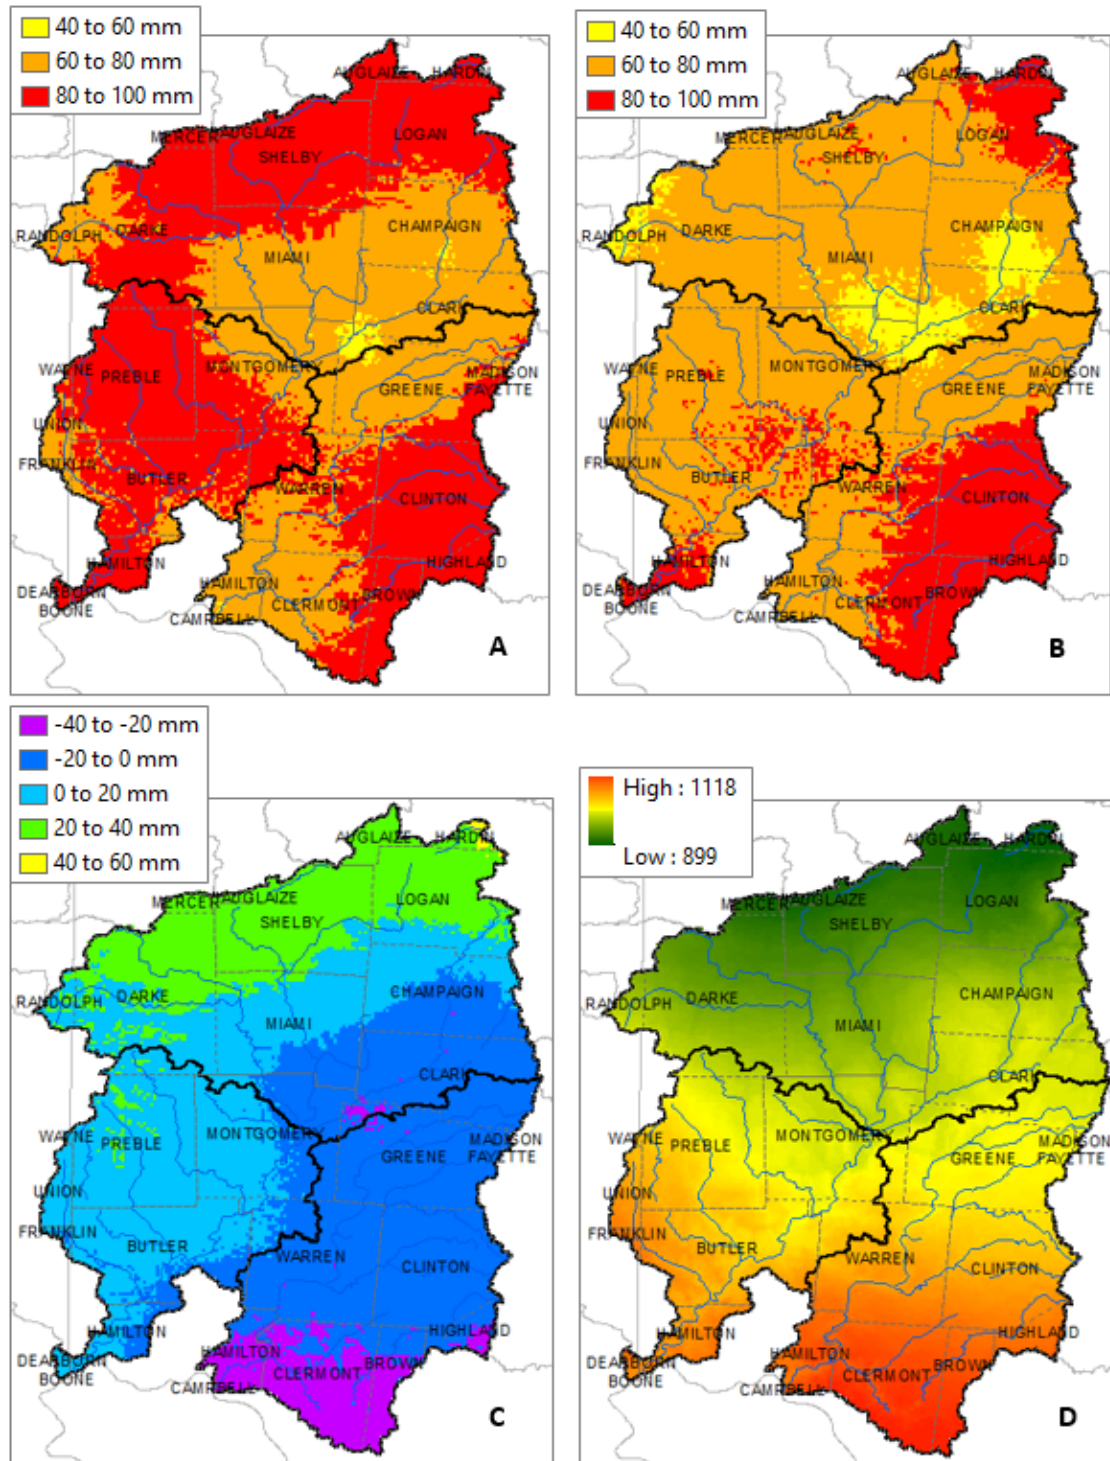 40 to 60 mm
60 to 80 mm
80 to 100 mm
AUGLAIZE HARDIN
MERCER AUGLAIZE LOGAN
SHELBY
CHAMPAIGN
RANDOLPH DARKE
MIAMI
CLARK
MONTGOMERY
WAYNE PREBLE MADISON
GREENE FAYETTE
UNION
FRANKLIN
BUTLER WARREN CLINTON
HAMILTON HIGHLAND
HAMILTON
DEARBORN CLERMONT BROWN
BOONE CAMPBELL
A
40 to 60 mm
60 to 80 mm
80 to 100 mm
AUGLAIZE HARDIN
MERCER AUGLAIZE LOGAN
SHELBY
CHAMPAIGN
RANDOLPH DARKE
MIAMI
CLARK
MONTGOMERY
WAYNE PREBLE MADISON
GREENE FAYETTE
UNION
FRANKLIN
BUTLER WARREN CLINTON
HAMILTON HIGHLAND
HAMILTON
DEARBORN CLERMONT BROWN
BOONE CAMPBELL
B
-40 to -20 mm
-20 to 0 mm
0 to 20 mm
20 to 40 mm
40 to 60 mm
AUGLAIZE HARDIN
MERCER AUGLAIZE LOGAN
SHELBY
CHAMPAIGN
RANDOLPH DARKE
MIAMI
CLARK
MONTGOMERY
WAYNE PREBLE MADISON
GREENE FAYETTE
UNION
FRANKLIN
BUTLER WARREN CLINTON
HAMILTON HIGHLAND
HAMILTON
DEARBORN CLERMONT BROWN
BOONE CAMPBELL
C
High : 1118
Low : 899
AUGLAIZE HARDIN
MERCER AUGLAIZE LOGAN
SHELBY
CHAMPAIGN
RANDOLPH DARKE
MIAMI
CLARK
MONTGOMERY
WAYNE PREBLE MADISON
GREENE FAYETTE
UNION
FRANKLIN
BUTLER WARREN CLINTON
HAMILTON HIGHLAND
HAMILTON
DEARBORN CLERMONT BROWN
BOONE CAMPBELL
D